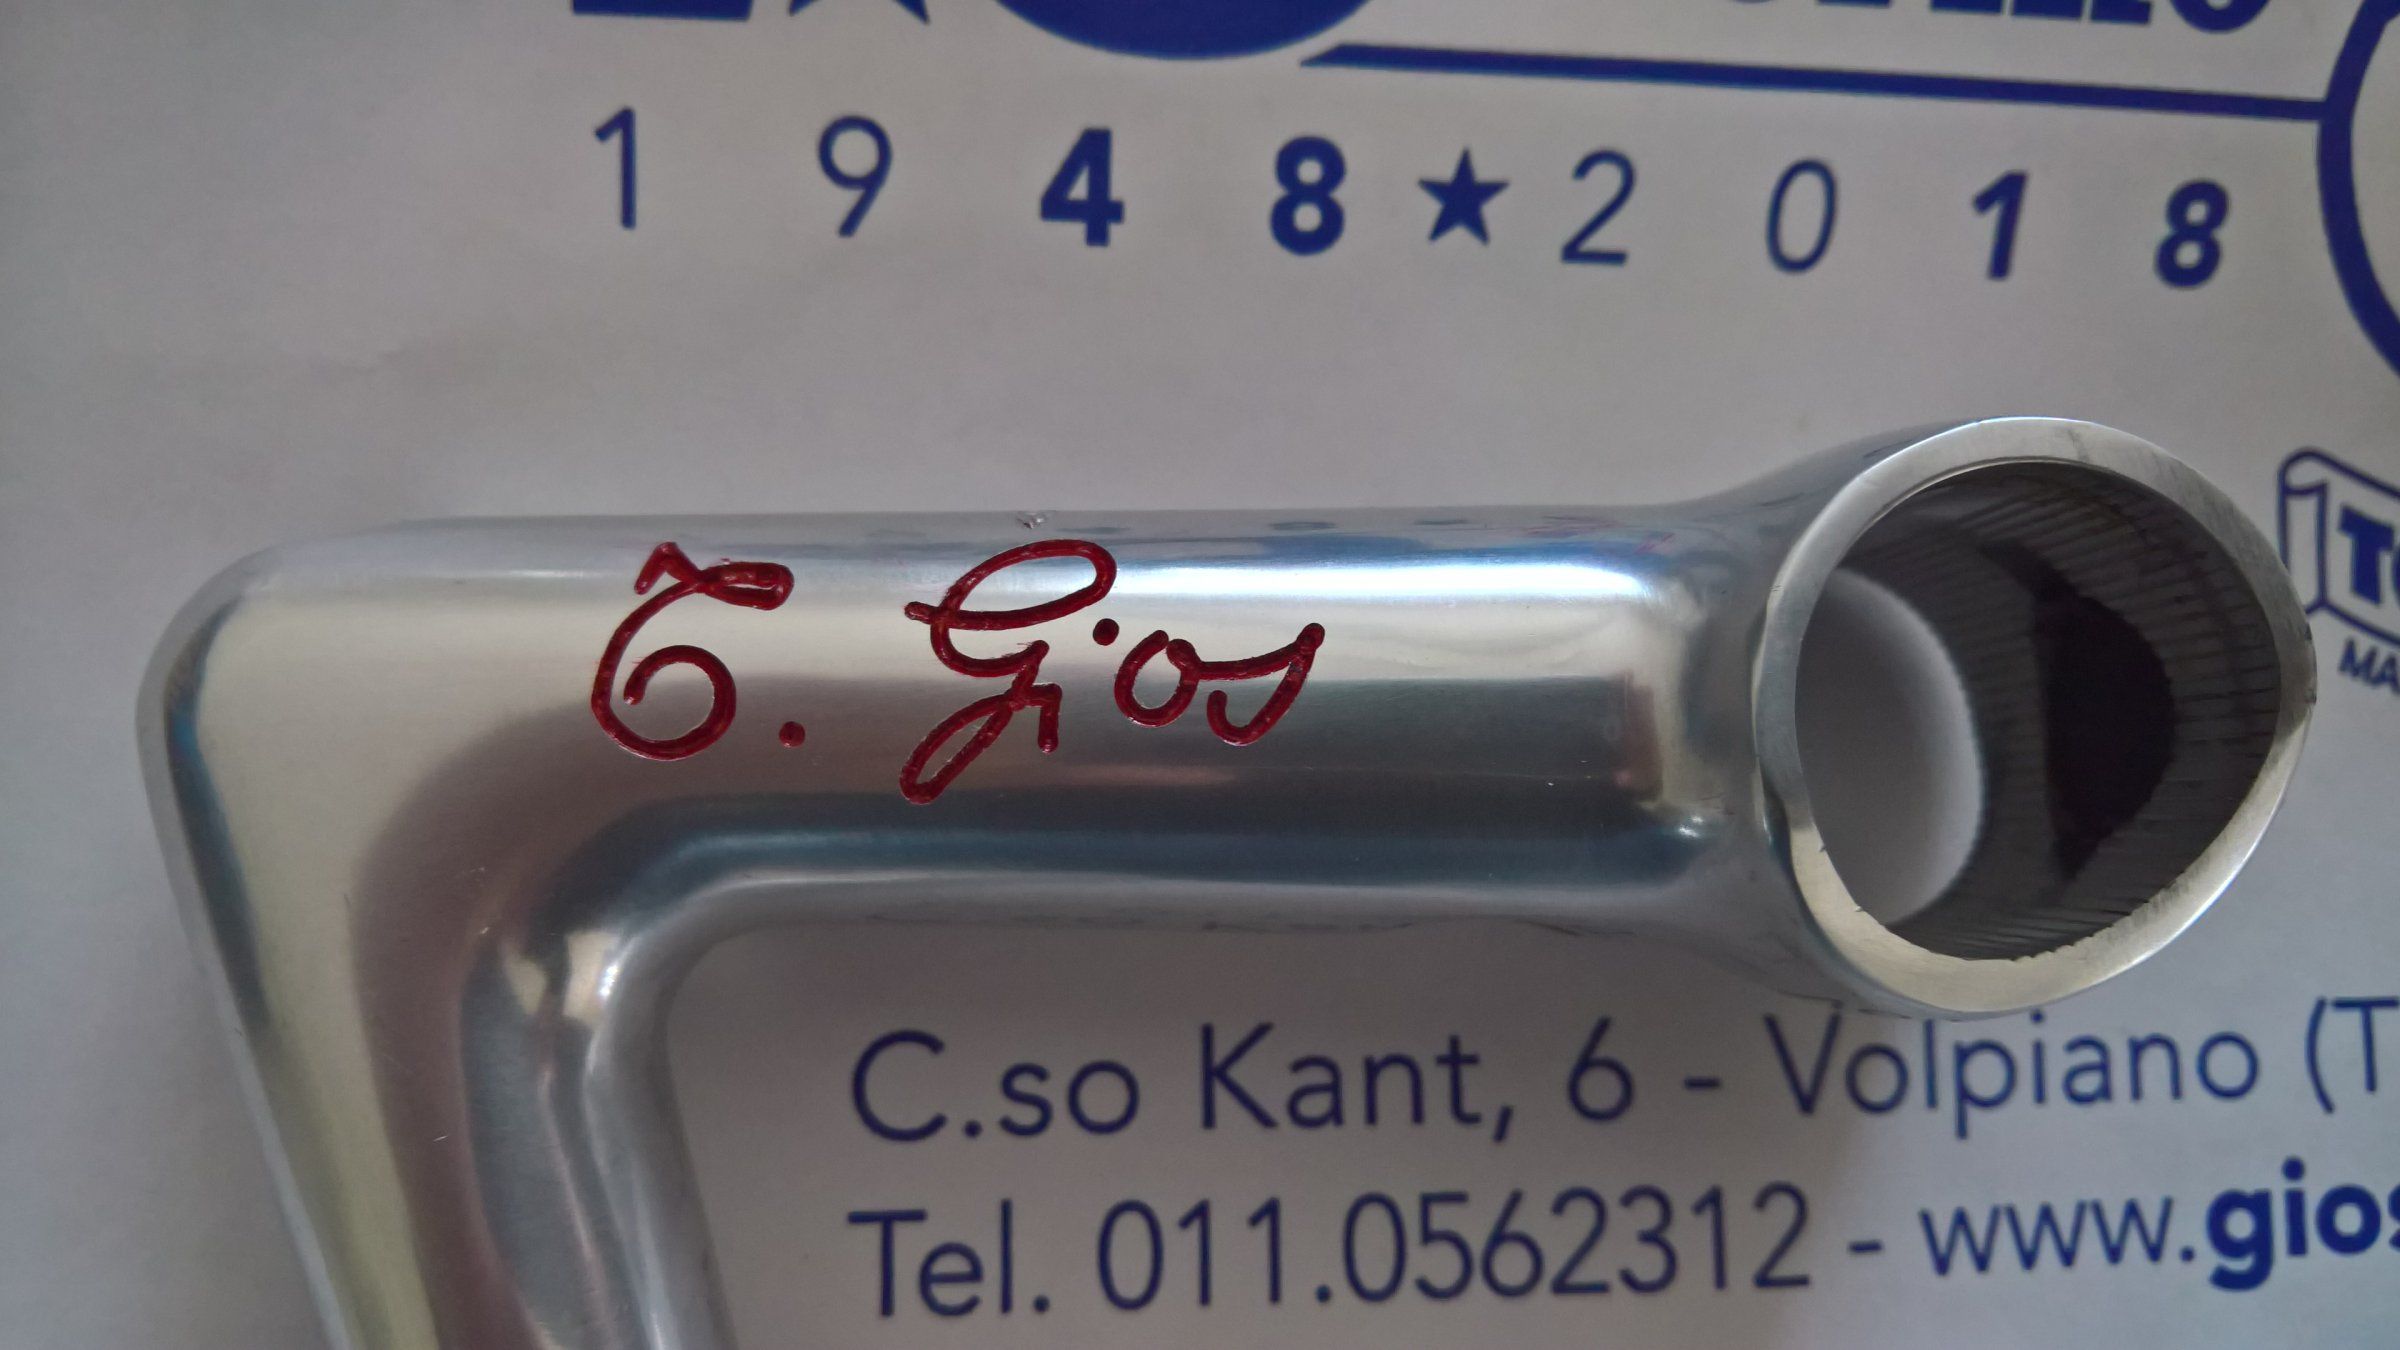 1948★2018
T. Gios
C.so Kant, 6 - Volpiano (T
Tel. 011.0562312 - www.gios